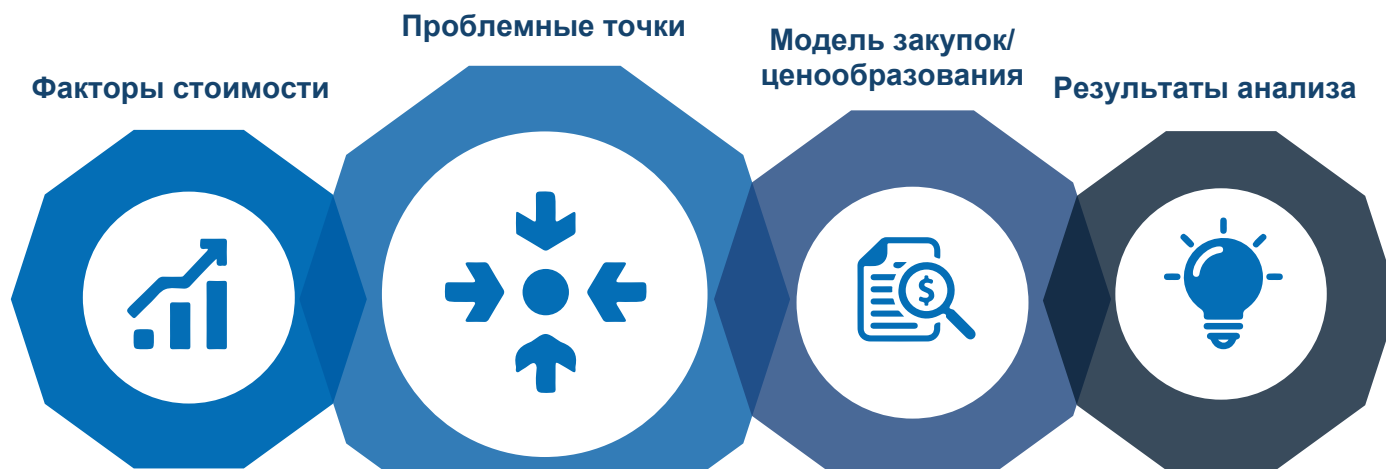 Факторы стоимости
Проблемные точки
Модель закупок/
ценообразования
Результаты анализа
$